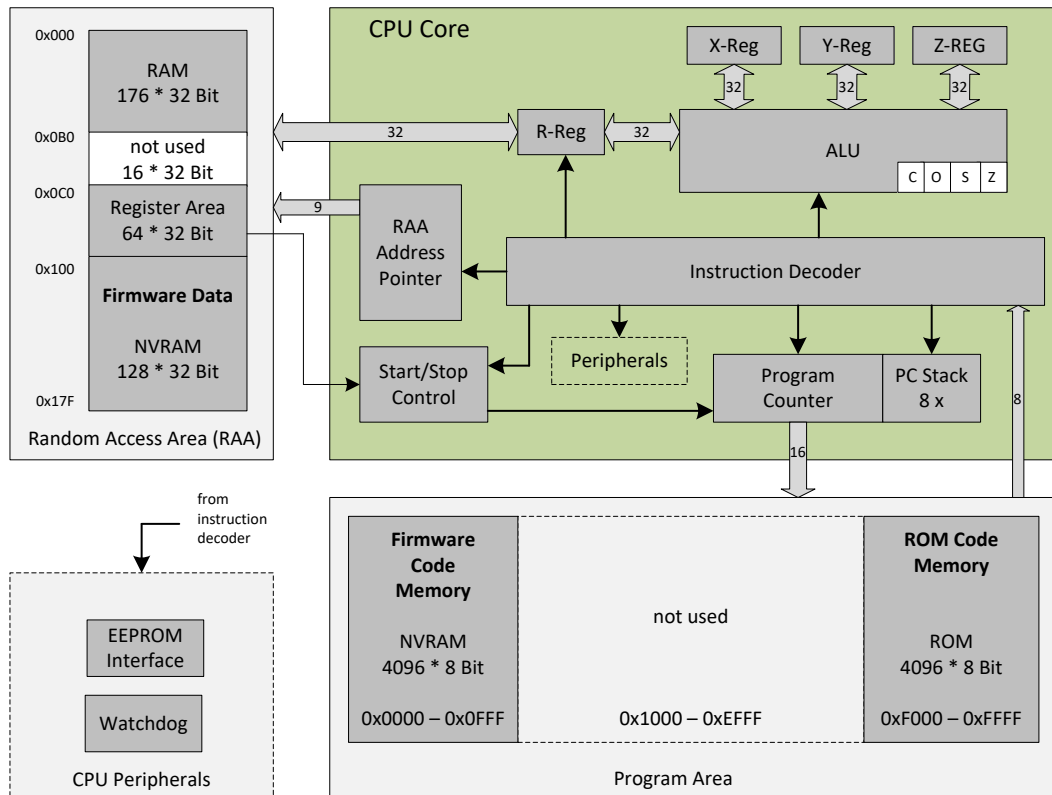 0x000
RAM
176 * 32 Bit
0x0B0
not used
16 * 32 Bit
0x0C0
Register Area
64 * 32 Bit
0x100
Firmware Data
NVRAM
128 * 32 Bit
0x17F
Random Access Area (RAA)
CPU Core
X-Reg
Y-Reg
Z-REG
32
32
32
32
R-Reg
32
ALU
C O S Z
9
RAA
Address
Pointer
Instruction Decoder
Peripherals
Start/Stop
Control
Program
Counter
PC Stack
8 x
8
16
from
instruction
decoder
EEPROM
Interface
Watchdog
CPU Peripherals
Firmware
Code
Memory
NVRAM
4096 * 8 Bit
0x0000 – 0x0FFF
not used
0x1000 – 0xEFFF
ROM Code
Memory
ROM
4096 * 8 Bit
0xF000 – 0xFFFF
Program Area